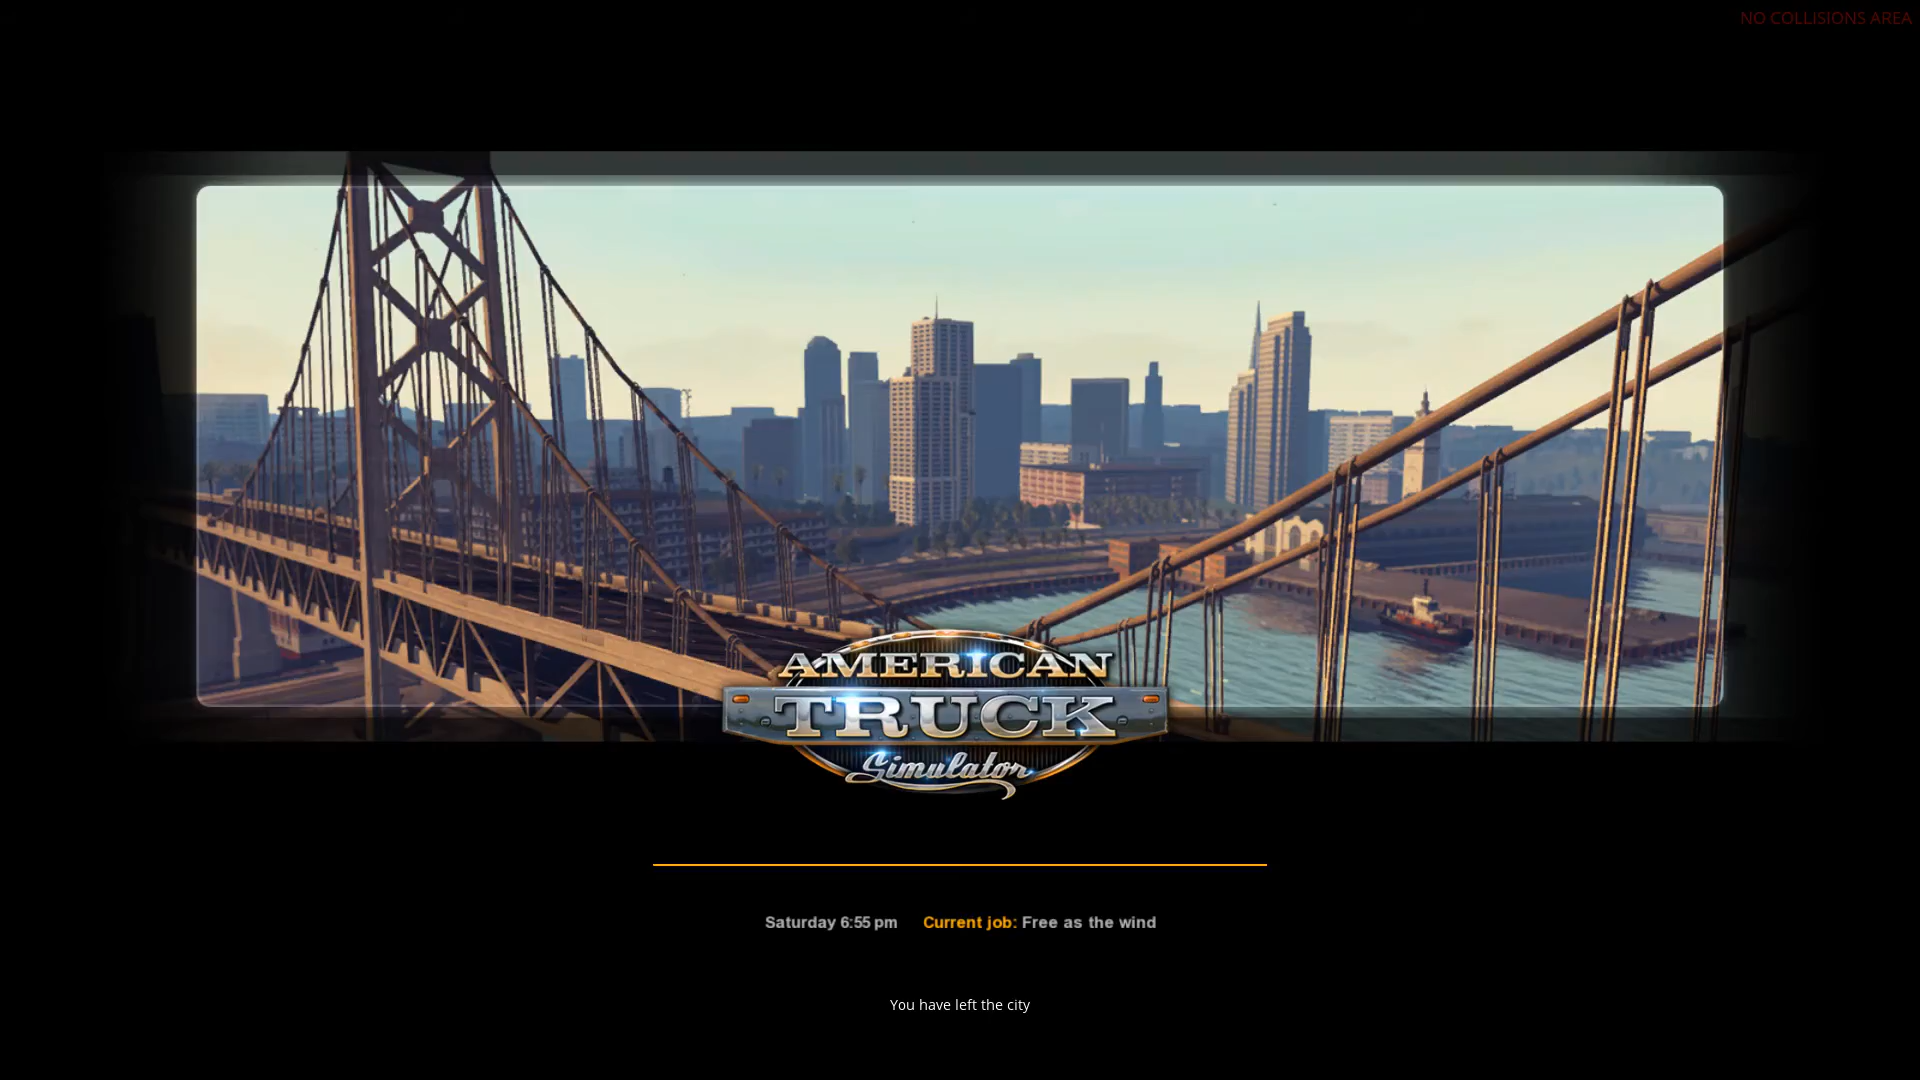 NO COLLISIONS AREA
AMERICAN
TRUCK
Simulator
Saturday 6:55 pm Current job: Free as the wind
You have left the city